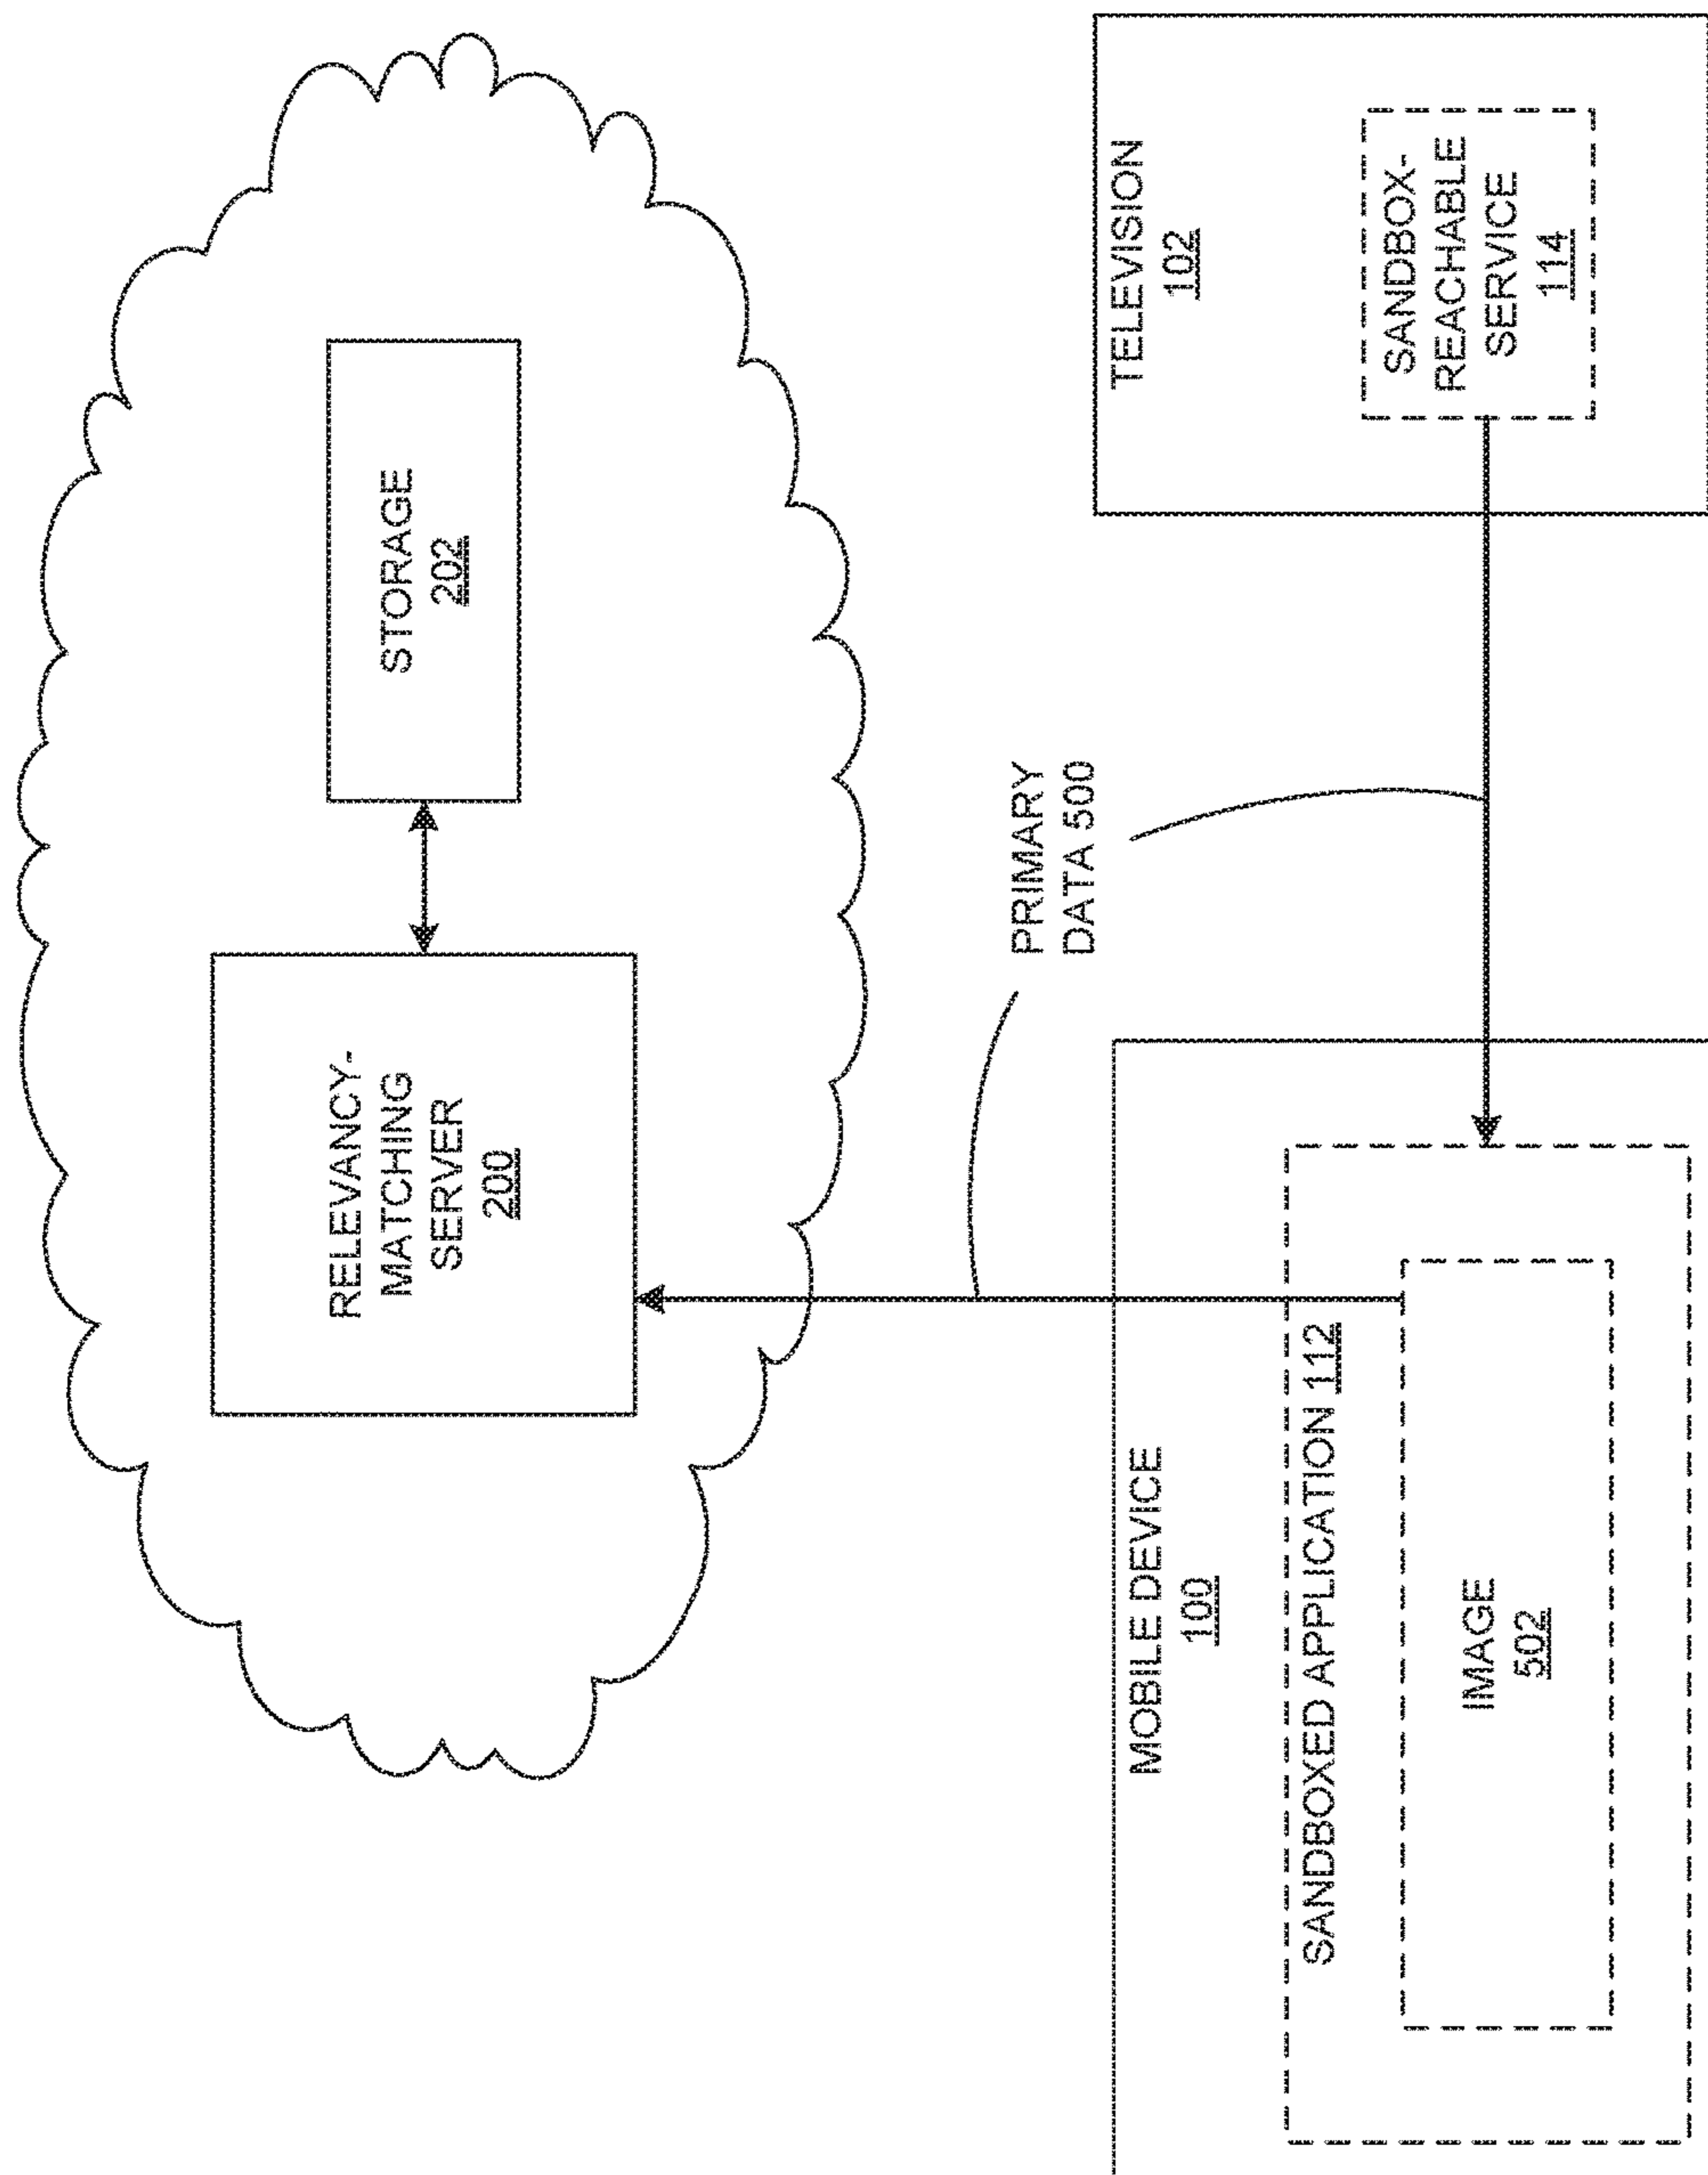 RELEVANCY-
MATCHING
SERVER
200
STORAGE
202
PRIMARY
DATA 500
MOBILE DEVICE
100
SANDBOXED APPLICATION 112
IMAGE
502
TELEVISION
102
SANDBOX-
REACHABLE
SERVICE
114